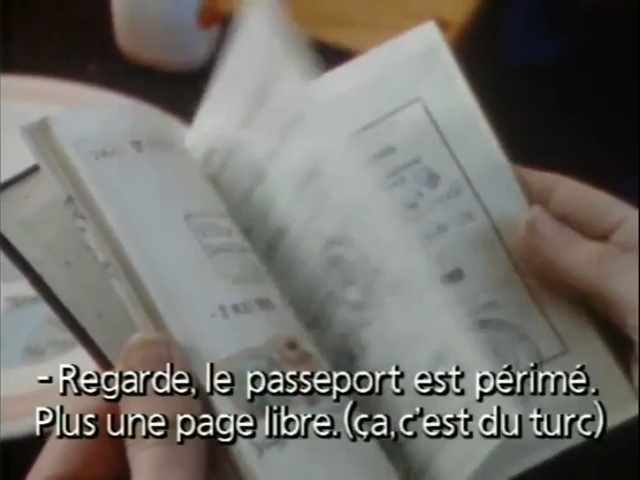 - Regarde, le passeport est périmé.
Plus une page libre.(ça,c'est du turc)